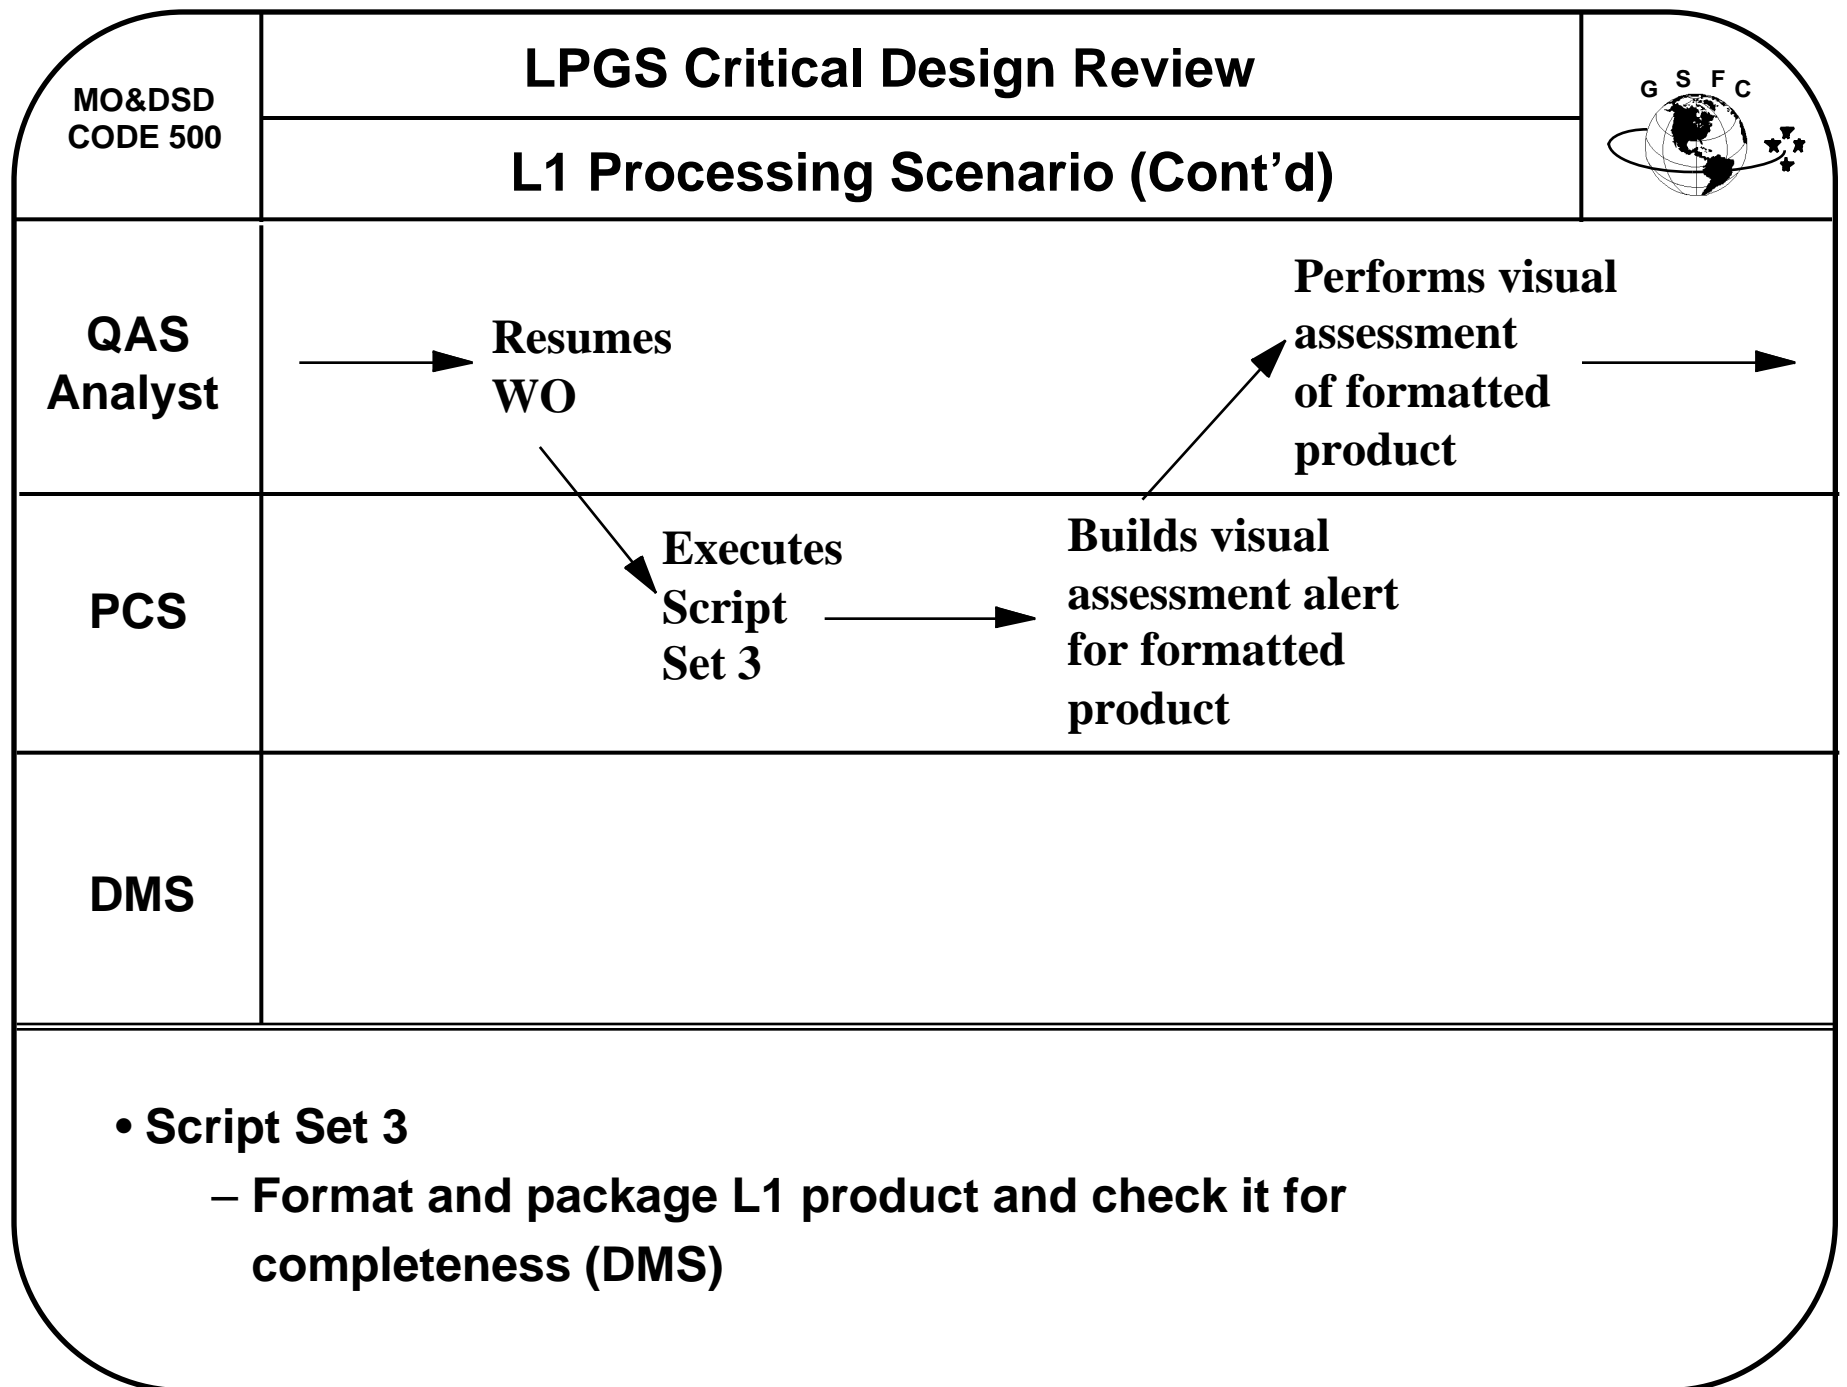 MO&DSD
CODE 500
LPGS Critical Design Review
L1 Processing Scenario (Cont’d)
G S F C
QAS
Analyst
Resumes
WO
Performs visual
assessment
of formatted
product
PCS
Executes
Script
Set 3
Builds visual
assessment alert
for formatted
product
DMS
• Script Set 3
– Format and package L1 product and check it for
completeness (DMS)